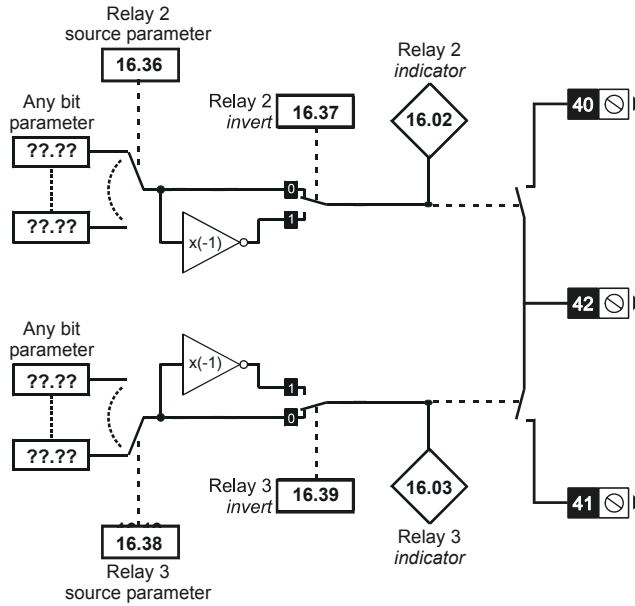 Relay 2
source parameter
16.36
Relay 2
indicator
Any bit
parameter
Relay 2
invert
16.37
16.02
40
??.??
0
1
??.??
x(-1)
42
Any bit
parameter
x(-1)
??.??
1
0
??.??
Relay 3
invert
16.39
16.03
41
16.38
Relay 3
indicator
Relay 3
source parameter